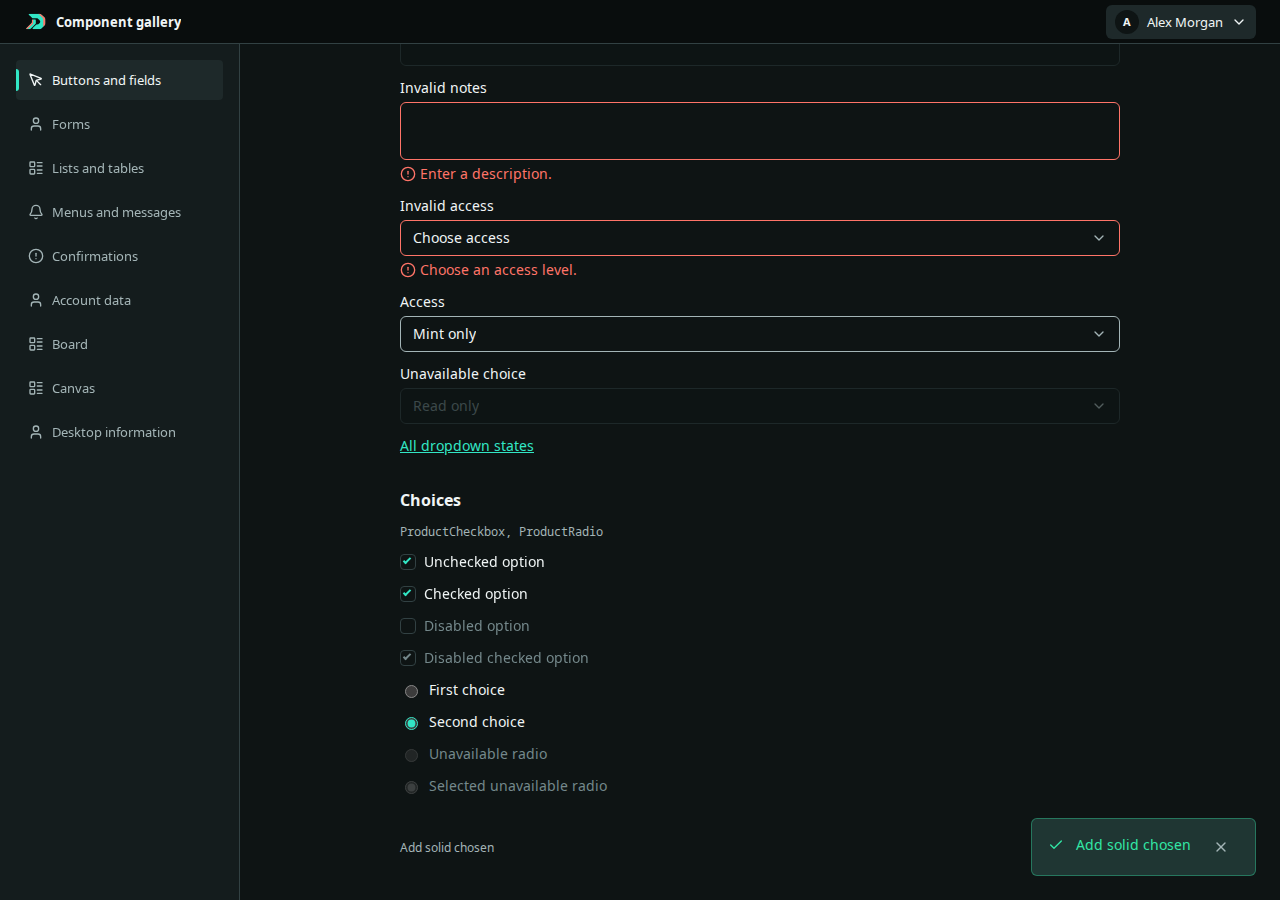 Component gallery
A
Alex Morgan
Buttons and fields
Forms
Lists and tables
Menus and messages
Confirmations
Account data
Board
Canvas
Desktop information
Invalid notes
Enter a description.
Invalid access
Choose access
Choose an access level.
Access
Mint only
Unavailable choice
Read only
All dropdown states
Choices
ProductCheckbox, ProductRadio
Unchecked option
Checked option
Disabled option
Disabled checked option
First choice
Second choice
Unavailable radio
Selected unavailable radio
Add solid chosen
Add solid chosen